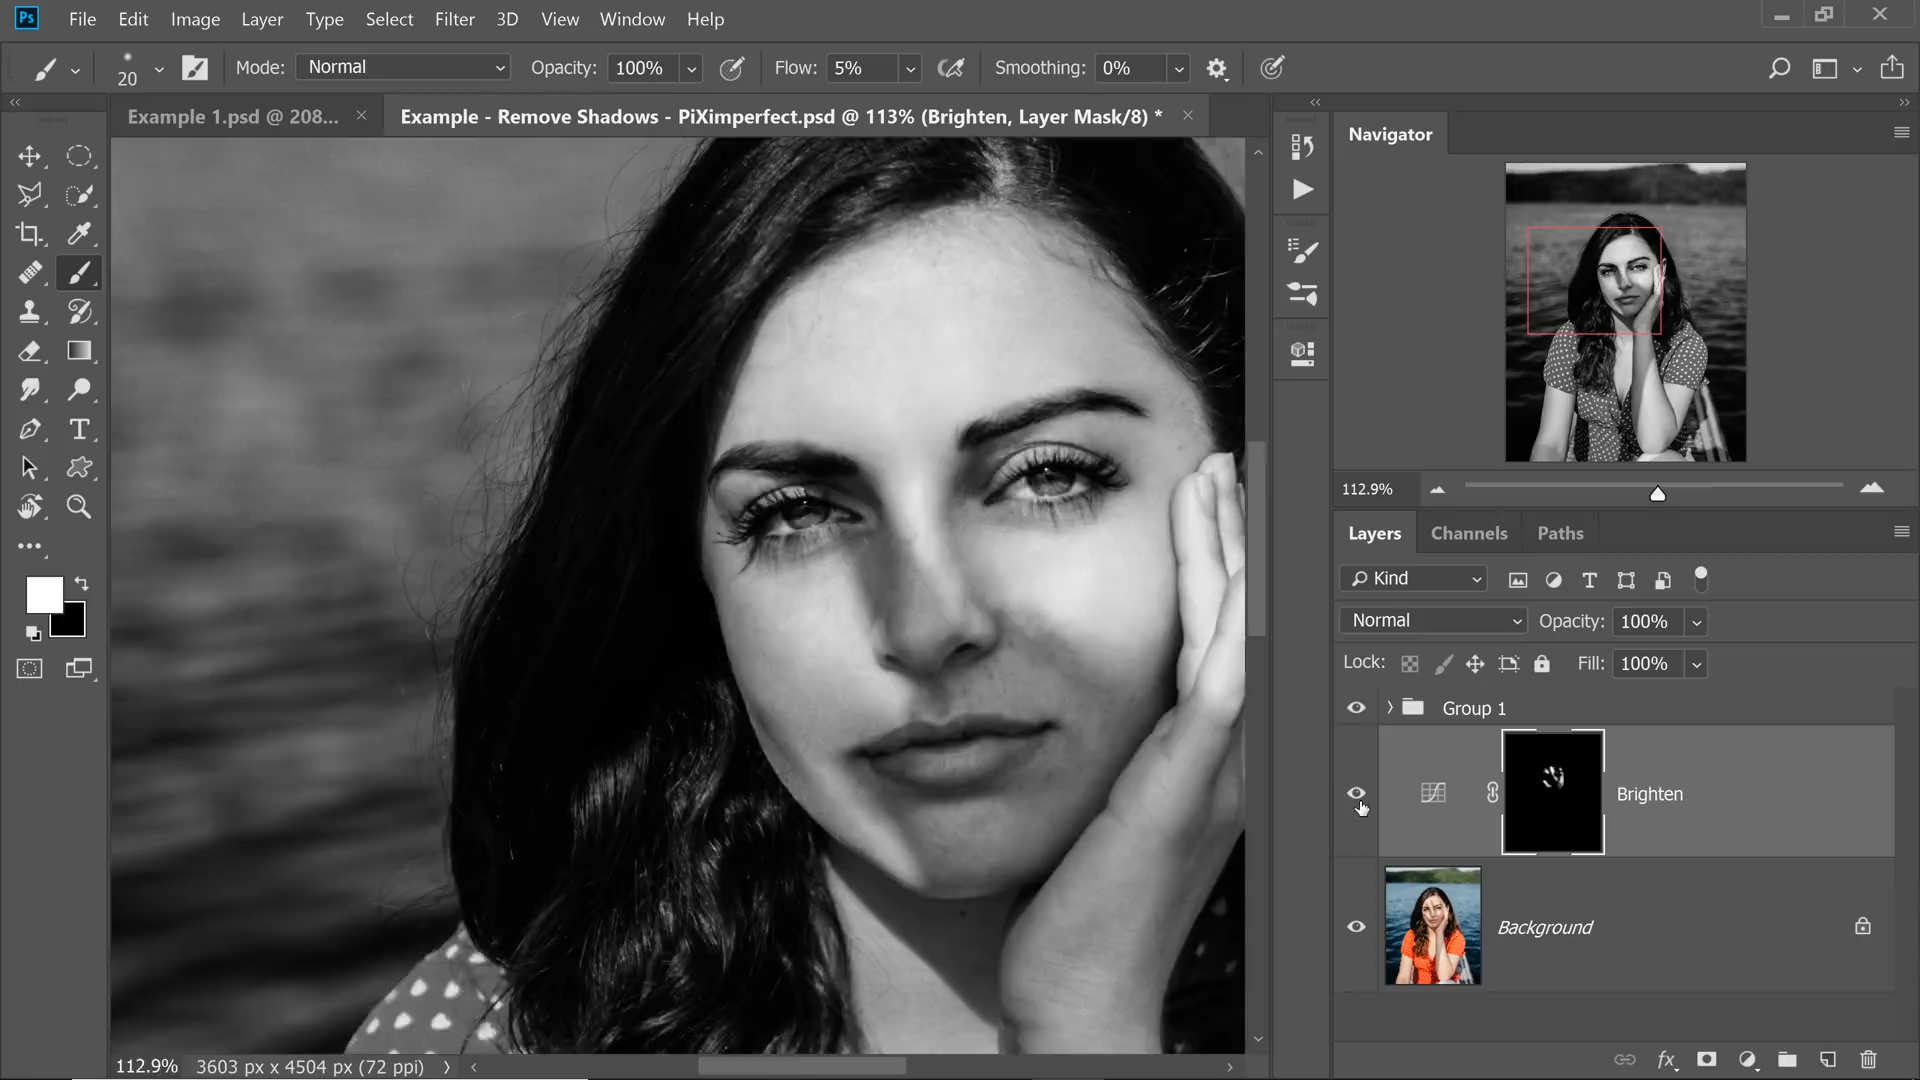 Ps File Edit Image Layer Type Select Filter 3D View Window Help
20 Mode: Normal Opacity: 100% Flow: 5% Smoothing: 0%
Example 1.psd @ 208... Example - Remove Shadows - PiXimperfect.psd @ 113% (Brighten, Layer Mask/8) *
Navigator
112.9%
Layers Channels Paths
Kind
Normal Opacity: 100%
Lock: Fill: 100%
Group 1
Brighten
Background
fx
112.9% 3603 px x 4504 px (72 ppi)